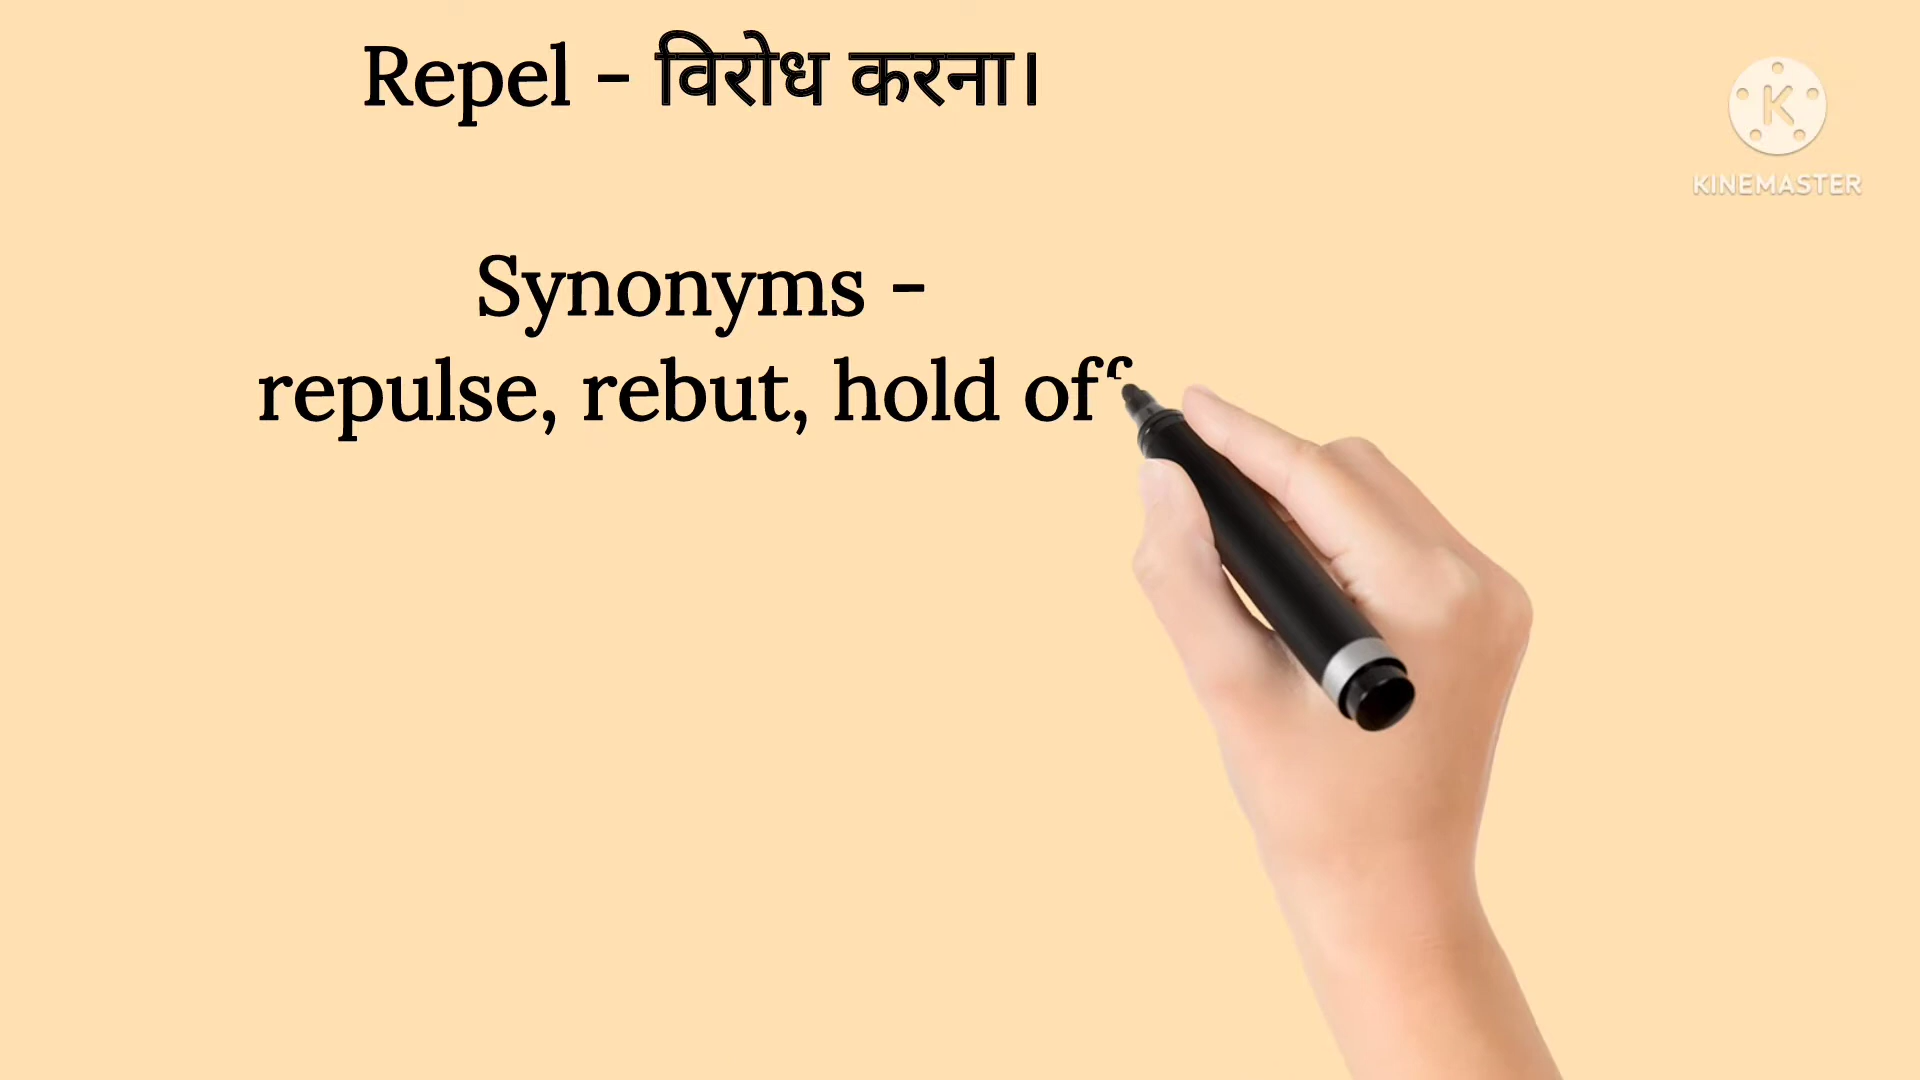 Repel - विरोध करना।
K
KINEMASTER
Synonyms -
repulse, rebut, hold off